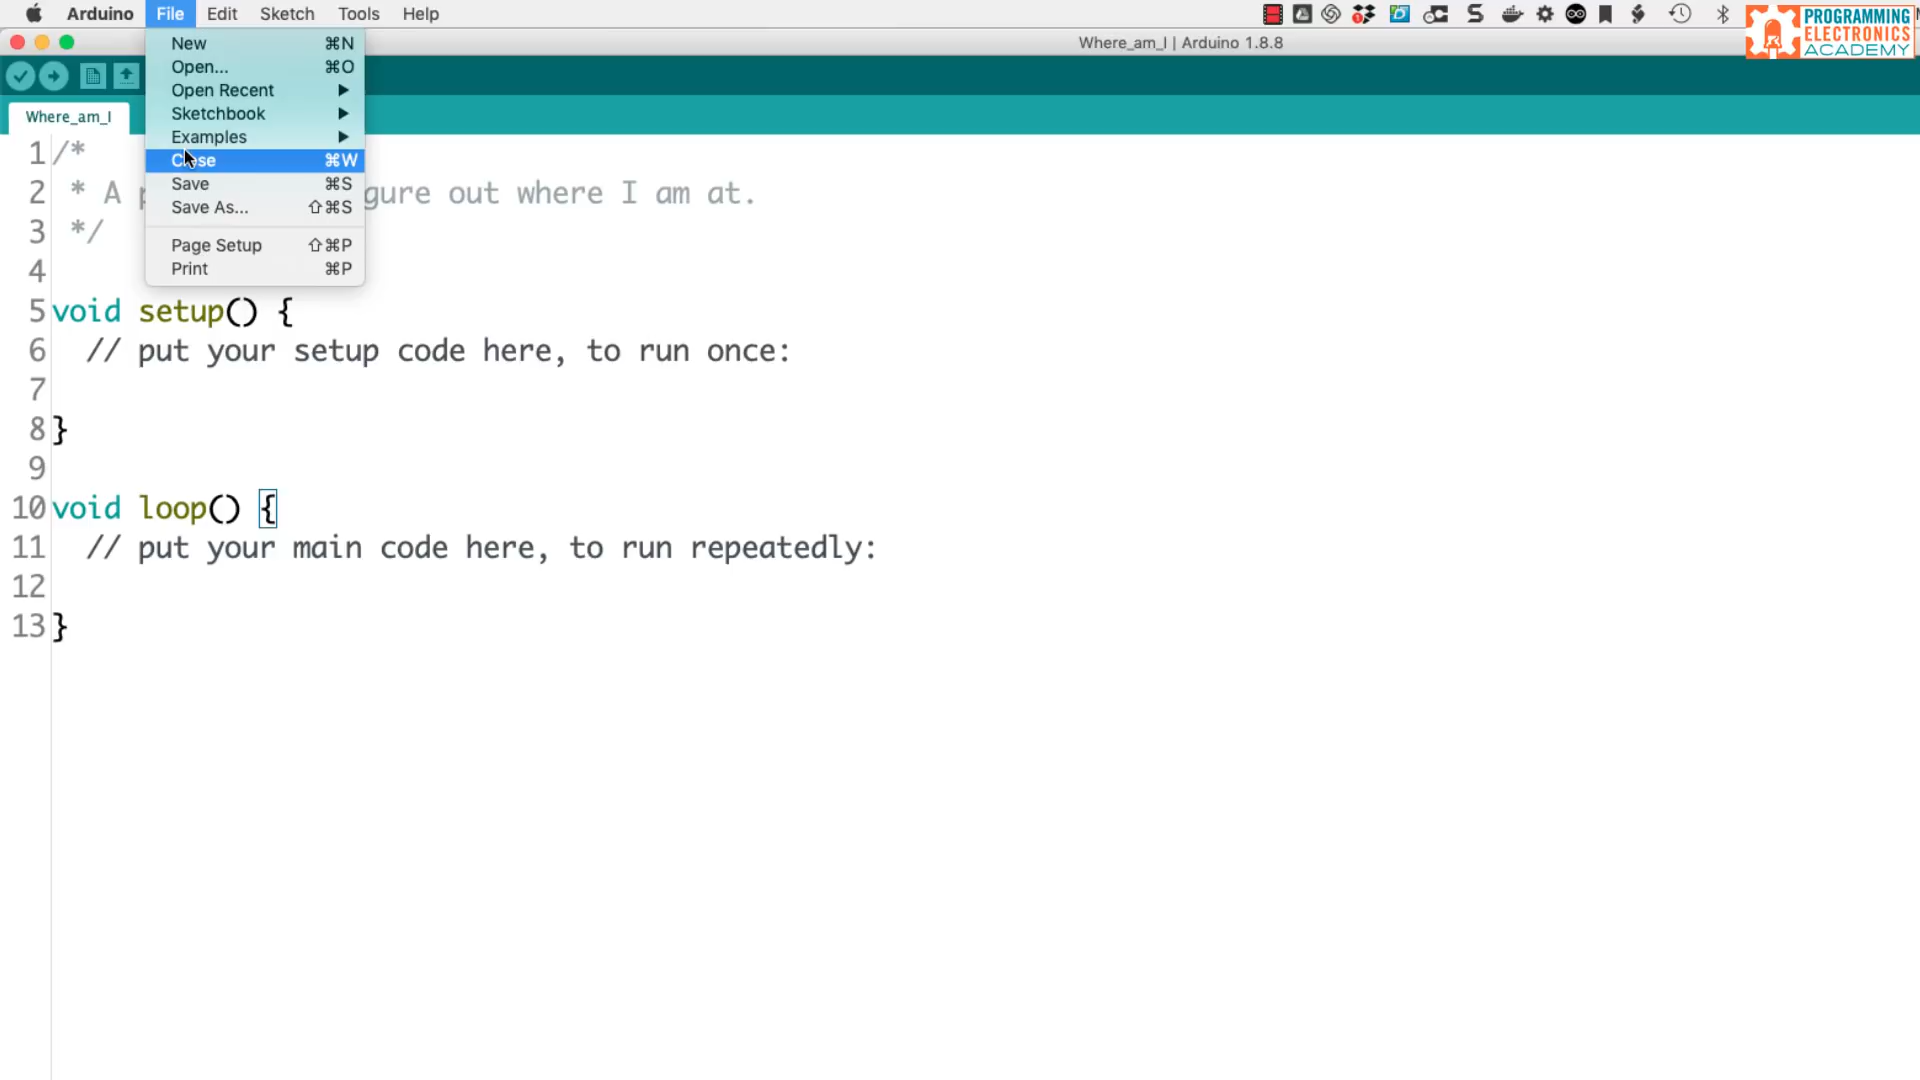 Arduino File Edit Sketch Tools Help
Where_am_I | Arduino 1.8.8
PROGRAMMING
ELECTRONICS
ACADEMY
New ⌘N
Open... ⌘O
Open Recent ▶
Sketchbook ▶
Examples ▶
Close ⌘W
Save ⌘S
Save As... ⇧⌘S
Page Setup ⇧⌘P
Print ⌘P
Where_am_I
1 /*
2 * A gure out where I am at.
3 */
4
5 void setup() {
6 // put your setup code here, to run once:
7
8 }
9
10 void loop() {
11 // put your main code here, to run repeatedly:
12
13 }